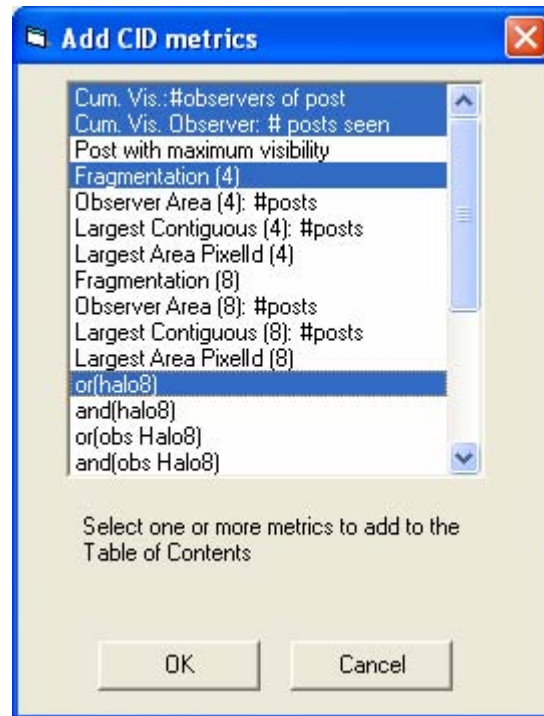 Add CID metrics
Cum. Vis.:#observers of post
Cum. Vis. Observer: # posts seen
Post with maximum visibility
Fragmentation (4)
Observer Area (4): #posts
Largest Contiguous (4): #posts
Largest Area PixelId (4)
Fragmentation (8)
Observer Area (8): #posts
Largest Contiguous (8): #posts
Largest Area PixelId (8)
or(halo8)
and(halo8)
or(obs Halo8)
and(obs Halo8)
Select one or more metrics to add to the
Table of Contents
OK Cancel